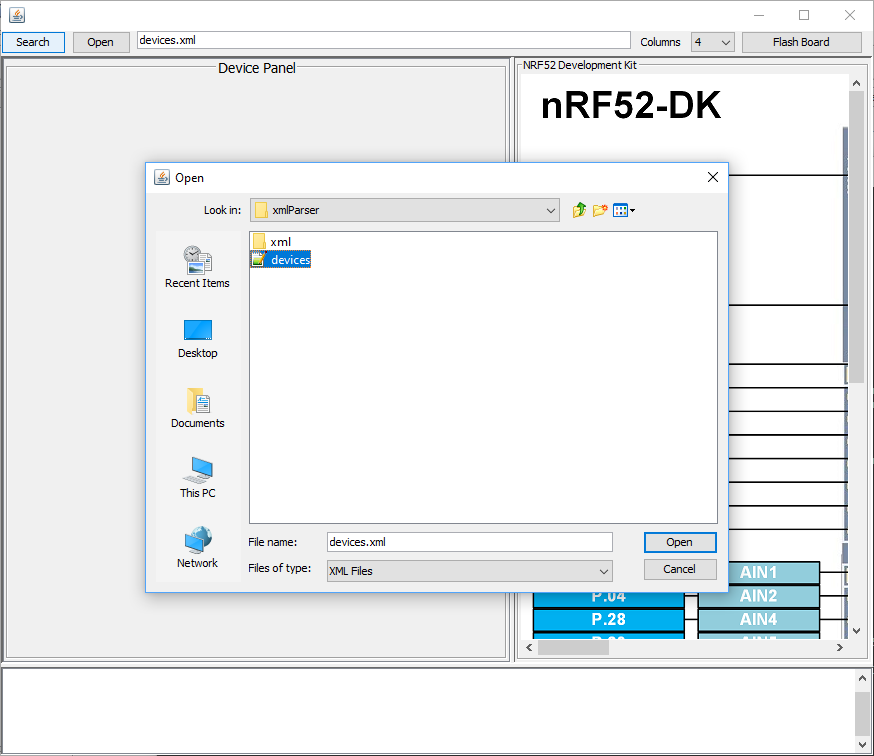 Search
Open
devices.xml
Columns
4
Flash Board
Device Panel
NRF52 Development Kit
nRF52-DK
Open
Look in:
xmlParser
xml
devices
Recent Items
Desktop
Documents
This PC
Network
File name:
devices.xml
Open
Files of type:
XML Files
Cancel
AIN1
P.04
AIN2
P.28
AIN4